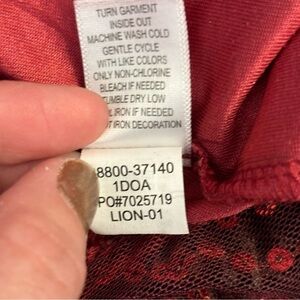 TURN GARMENT
INSIDE OUT
MACHINE WASH COLD
GENTLE CYCLE
WITH LIKE COLORS
ONLY NON-CHLORINE
BLEACH IF NEEDED
TUMBLE DRY LOW
IRON IF NEEDED
IRON DECORATION
8800-37140
1DOA
PO#7025719
LION-01